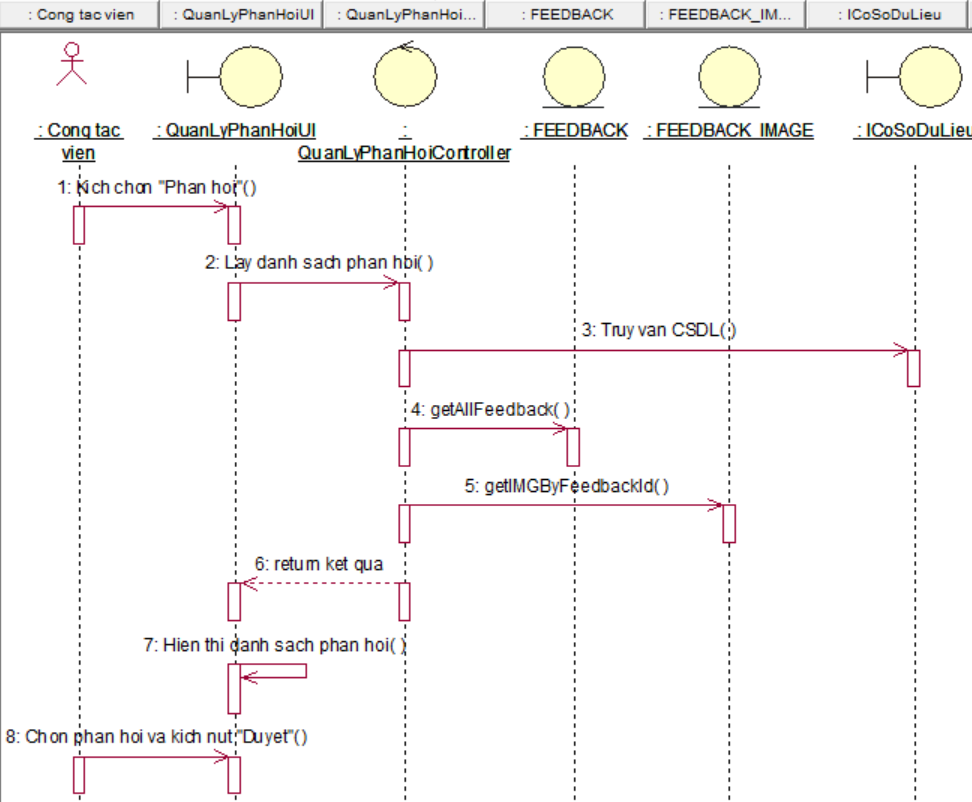 : Cong tac vien
: QuanLyPhanHoiUI
: QuanLyPhanHoi...
: FEEDBACK
: FEEDBACK_IM...
: ICoSoDuLieu
: Cong tac
vien
: QuanLyPhanHoiUI
:
QuanLyPhanHoiController
: FEEDBACK
: FEEDBACK_IMAGE
: ICoSoDuLieu
1: Kich chon "Phan hoi"()
2: Lay danh sach phan hoi( )
3: Truy van CSDL( )
4: getAllFeedback( )
5: getIMGByFeedbackId( )
6: return ket qua
7: Hien thi danh sach phan hoi( )
8: Chon phan hoi va kich nut "Duyet"()